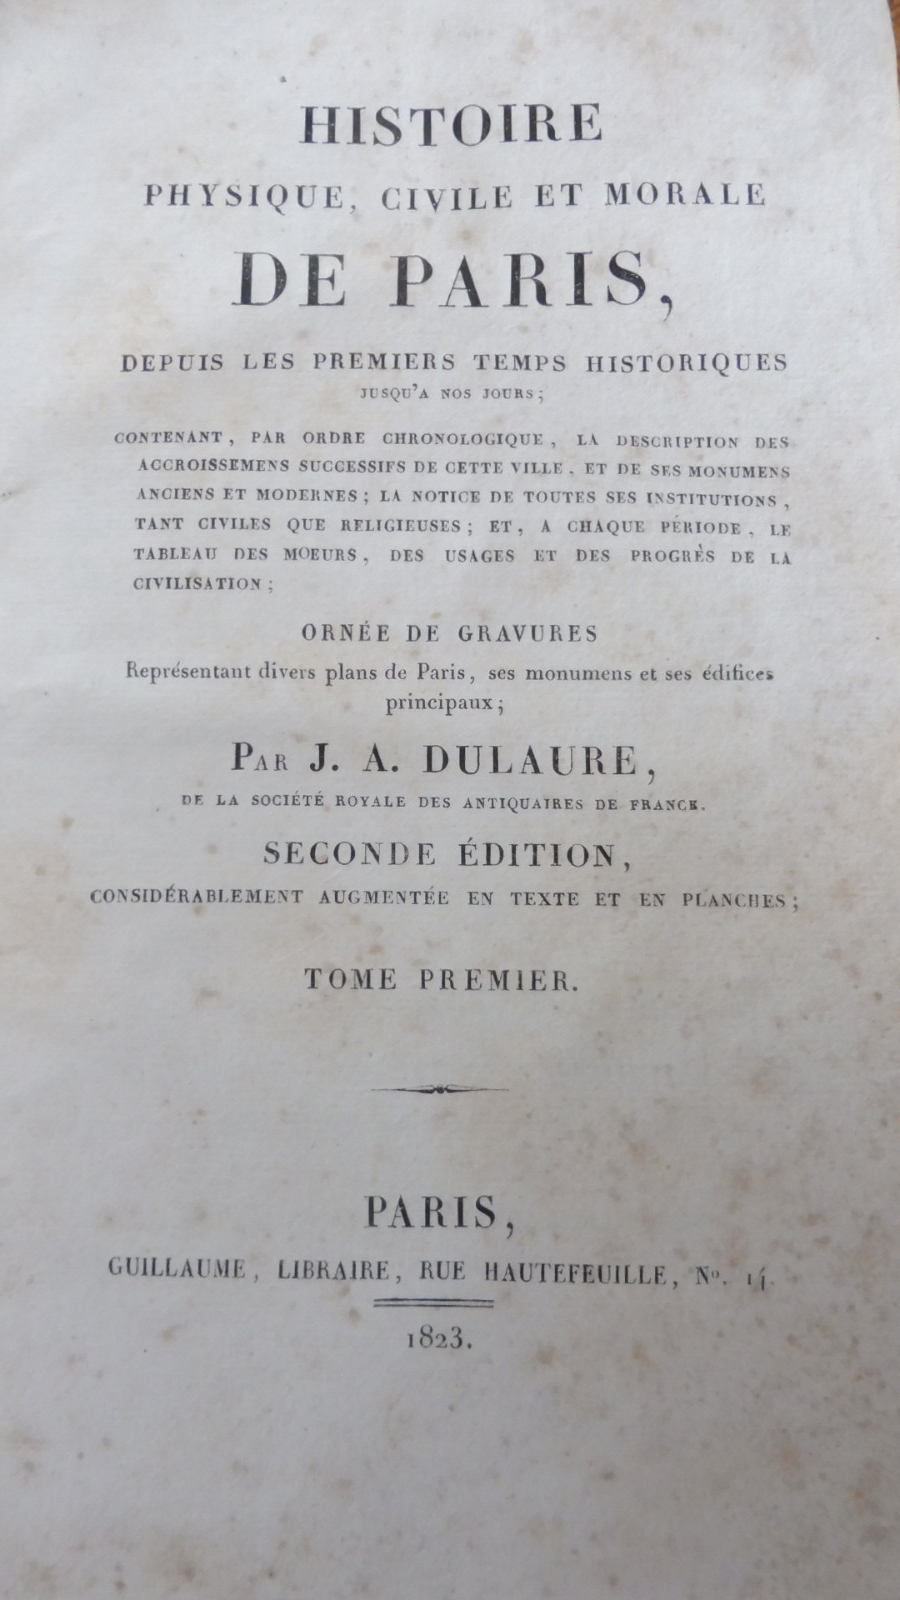 HISTOIRE
PHYSIQUE, CIVILE ET MORALE
DE PARIS,
DEPUIS LES PREMIERS TEMPS HISTORIQUES
JUSQU'A NOS JOURS;
CONTENANT, PAR ORDRE CHRONOLOGIQUE, LA DESCRIPTION DES
ACCROISSEMENS SUCCESSIFS DE CETTE VILLE, ET DE SES MONUMENS
ANCIENS ET MODERNES; LA NOTICE DE TOUTES SES INSTITUTIONS,
TANT CIVILES QUE RELIGIEUSES; ET, A CHAQUE PÉRIODE, LE
TABLEAU DES MOEURS, DES USAGES ET DES PROGRÈS DE LA
CIVILISATION;
ORNÉE DE GRAVURES
Représentant divers plans de Paris, ses monumens et ses édifices
principaux;
PAR J. A. DULAURE,
DE LA SOCIÉTÉ ROYALE DES ANTIQUAIRES DE FRANCE.
SECONDE ÉDITION,
CONSIDÉRABLEMENT AUGMENTÉE EN TEXTE ET EN PLANCHES;
TOME PREMIER.
PARIS,
GUILLAUME, LIBRAIRE, RUE HAUTEFEUILLE, Nº. 14
1823.